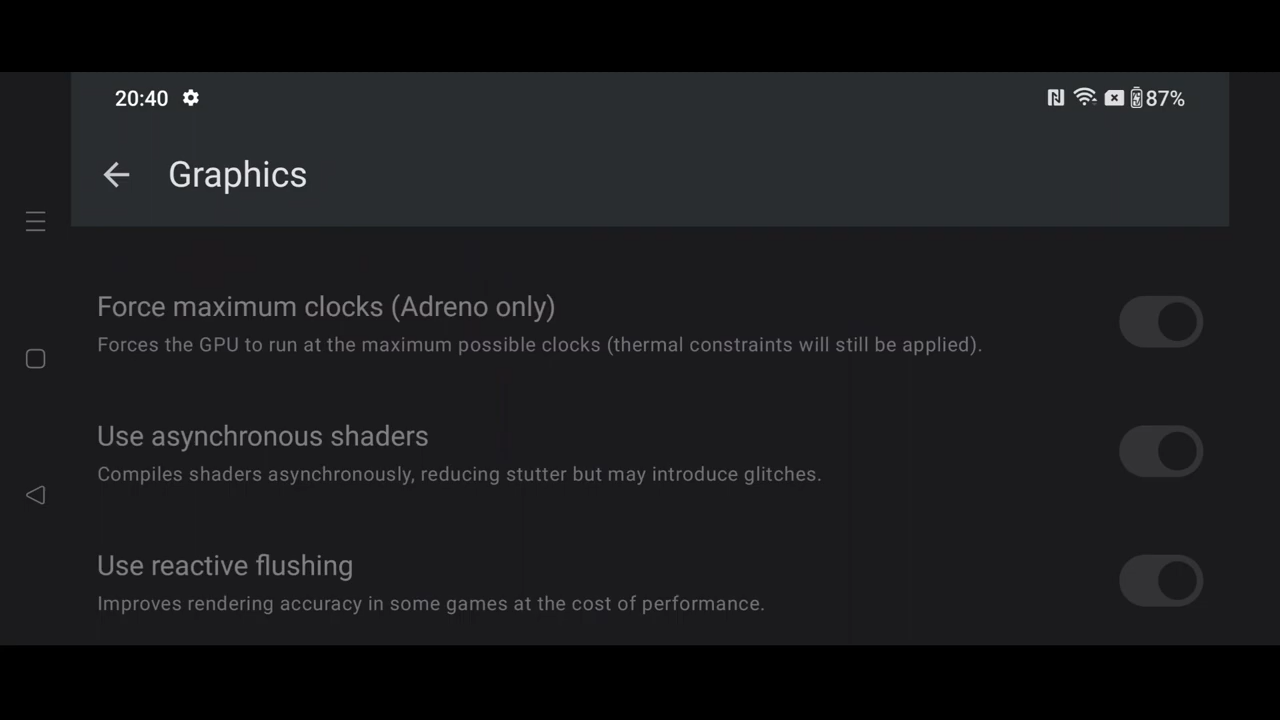 20:40 87%
Graphics
Force maximum clocks (Adreno only)
Forces the GPU to run at the maximum possible clocks (thermal constraints will still be applied).
Use asynchronous shaders
Compiles shaders asynchronously, reducing stutter but may introduce glitches.
Use reactive flushing
Improves rendering accuracy in some games at the cost of performance.